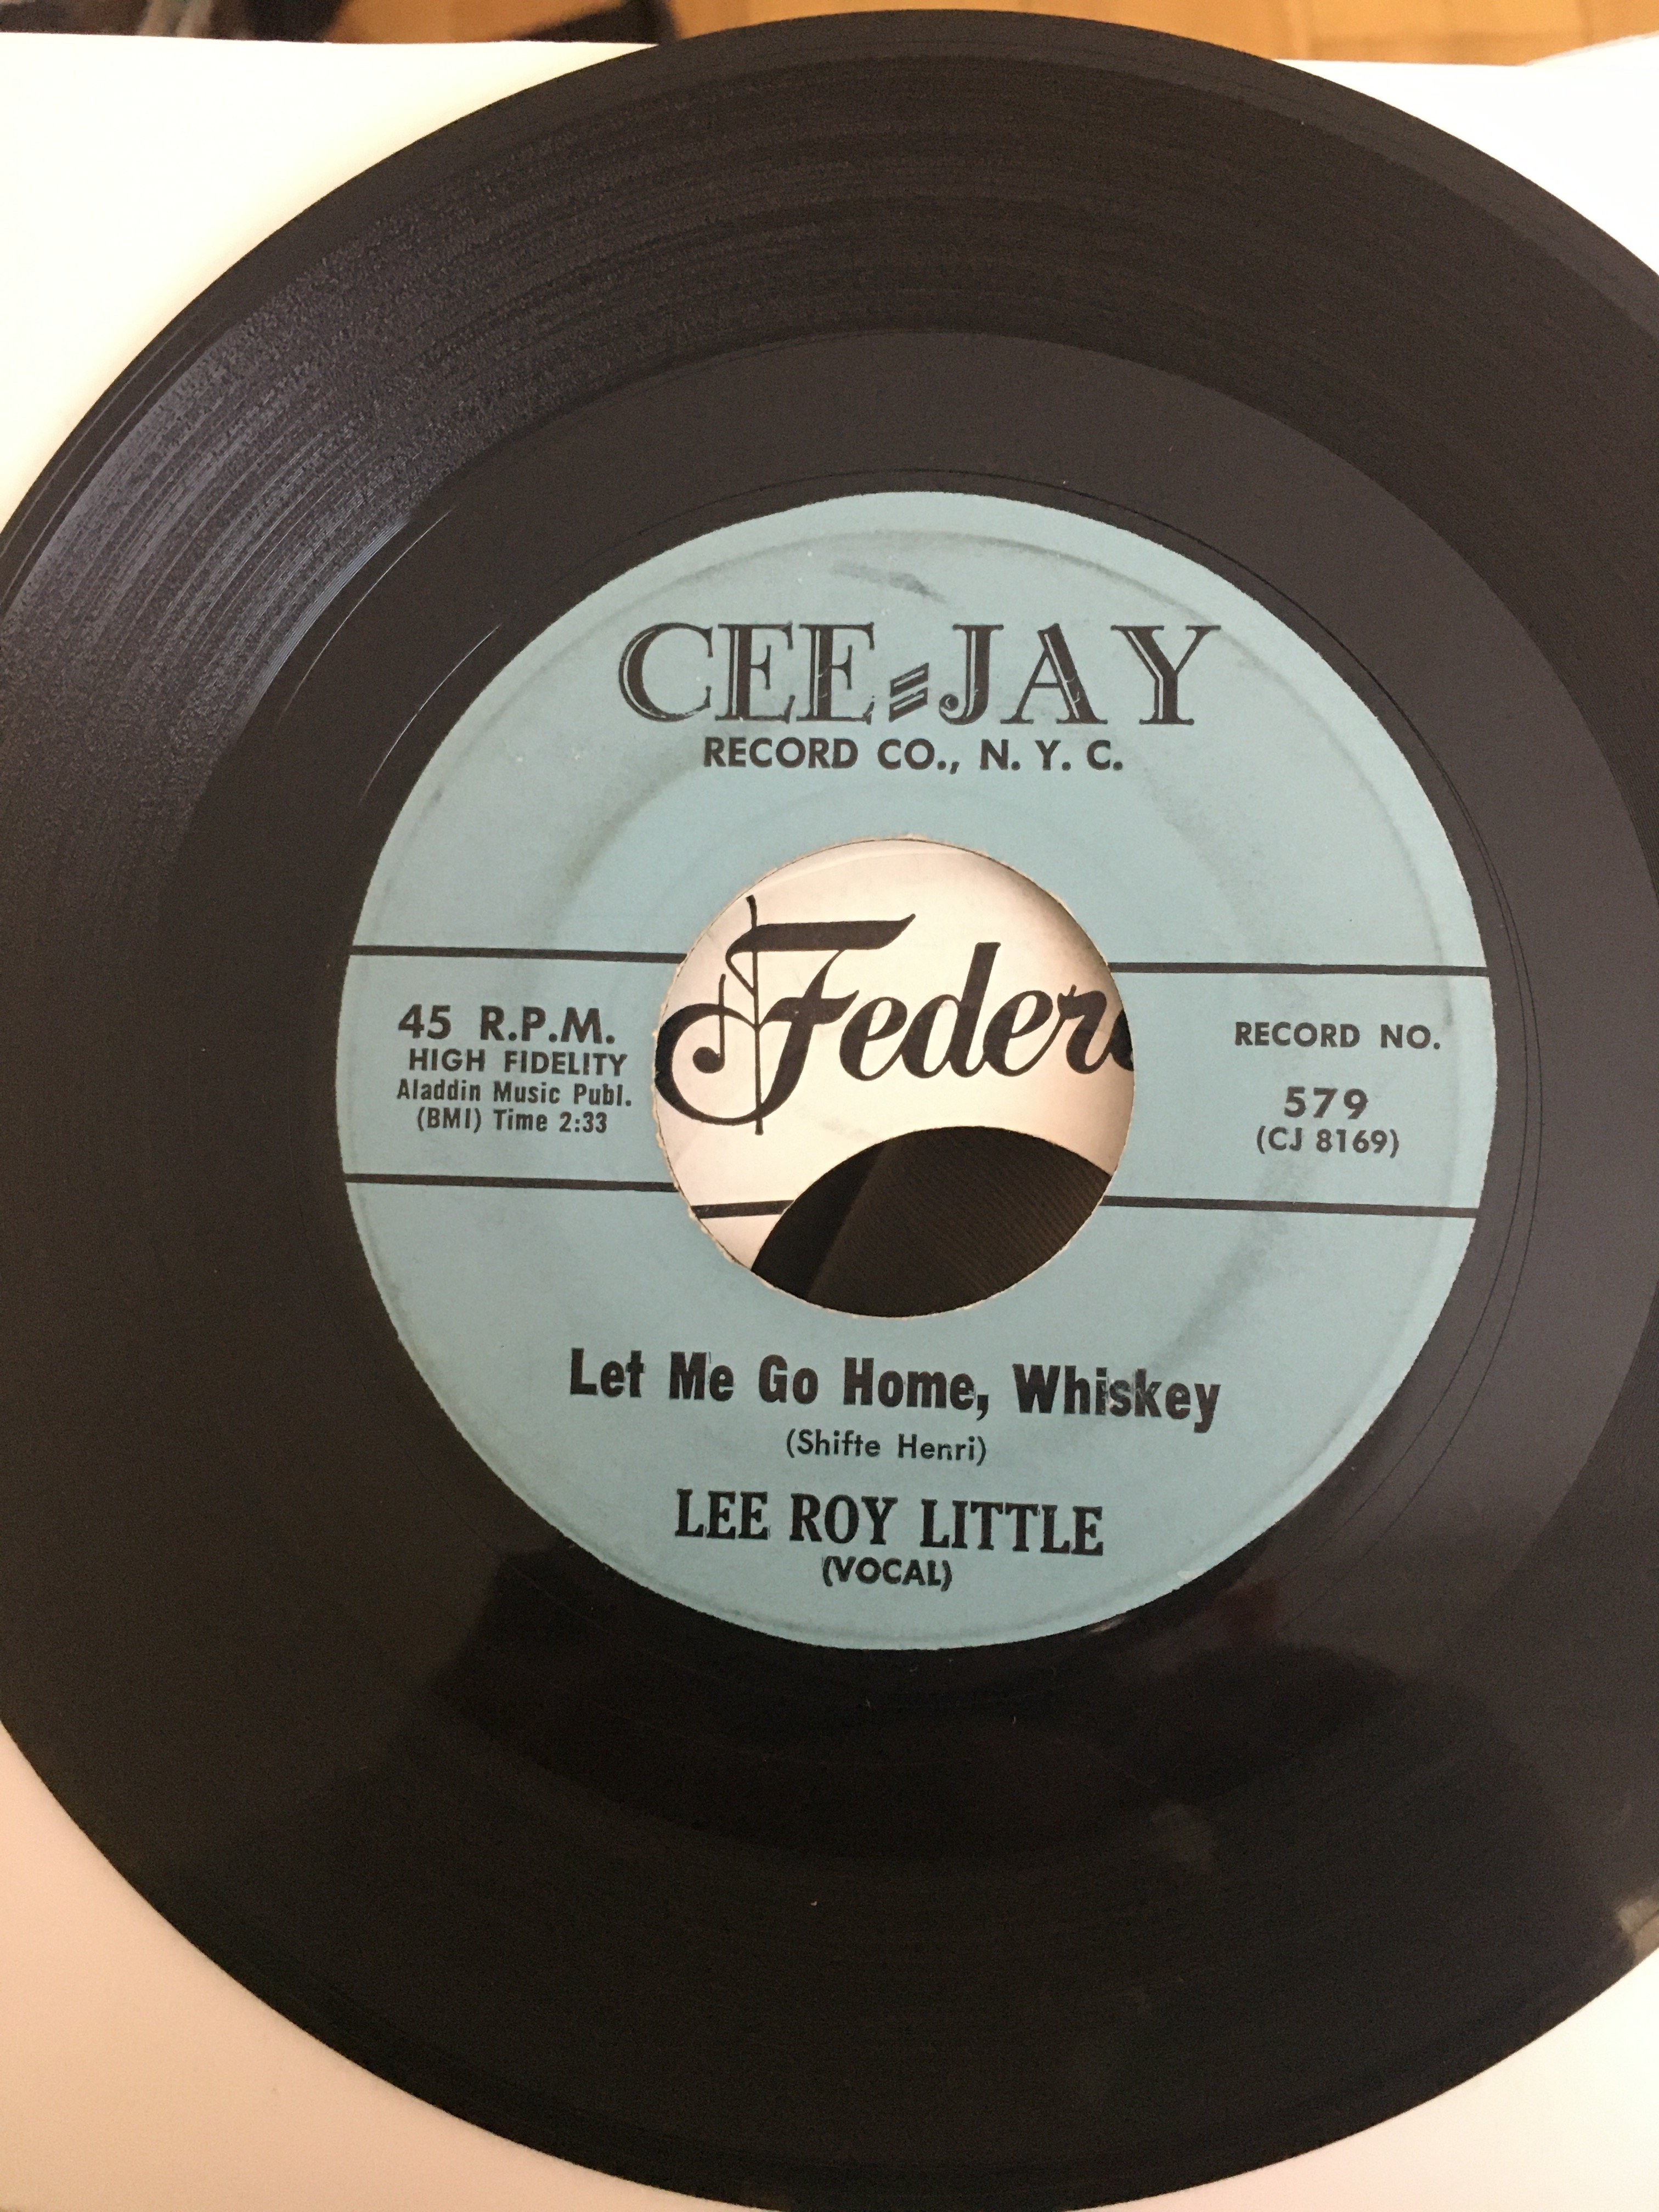 CEE=JAY
RECORD CO., N. Y. C.
45 R.P.M.
HIGH FIDELITY
Aladdin Music Publ.
(BMI) Time 2:33
Feder
RECORD NO.
579
(CJ 8169)
Let Me Go Home, Whiskey
(Shifte Henri)
LEE ROY LITTLE
(VOCAL)